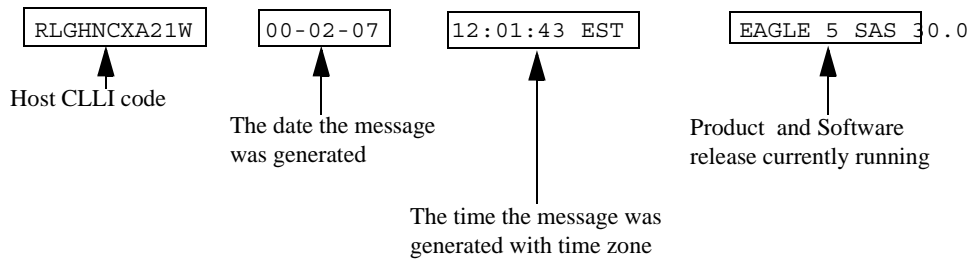 RLGHNCXA21W 00-02-07 12:01:43 EST EAGLE 5 SAS 30.0
Host CLLI code
The date the message
was generated
Product and Software
release currently running
The time the message was
generated with time zone